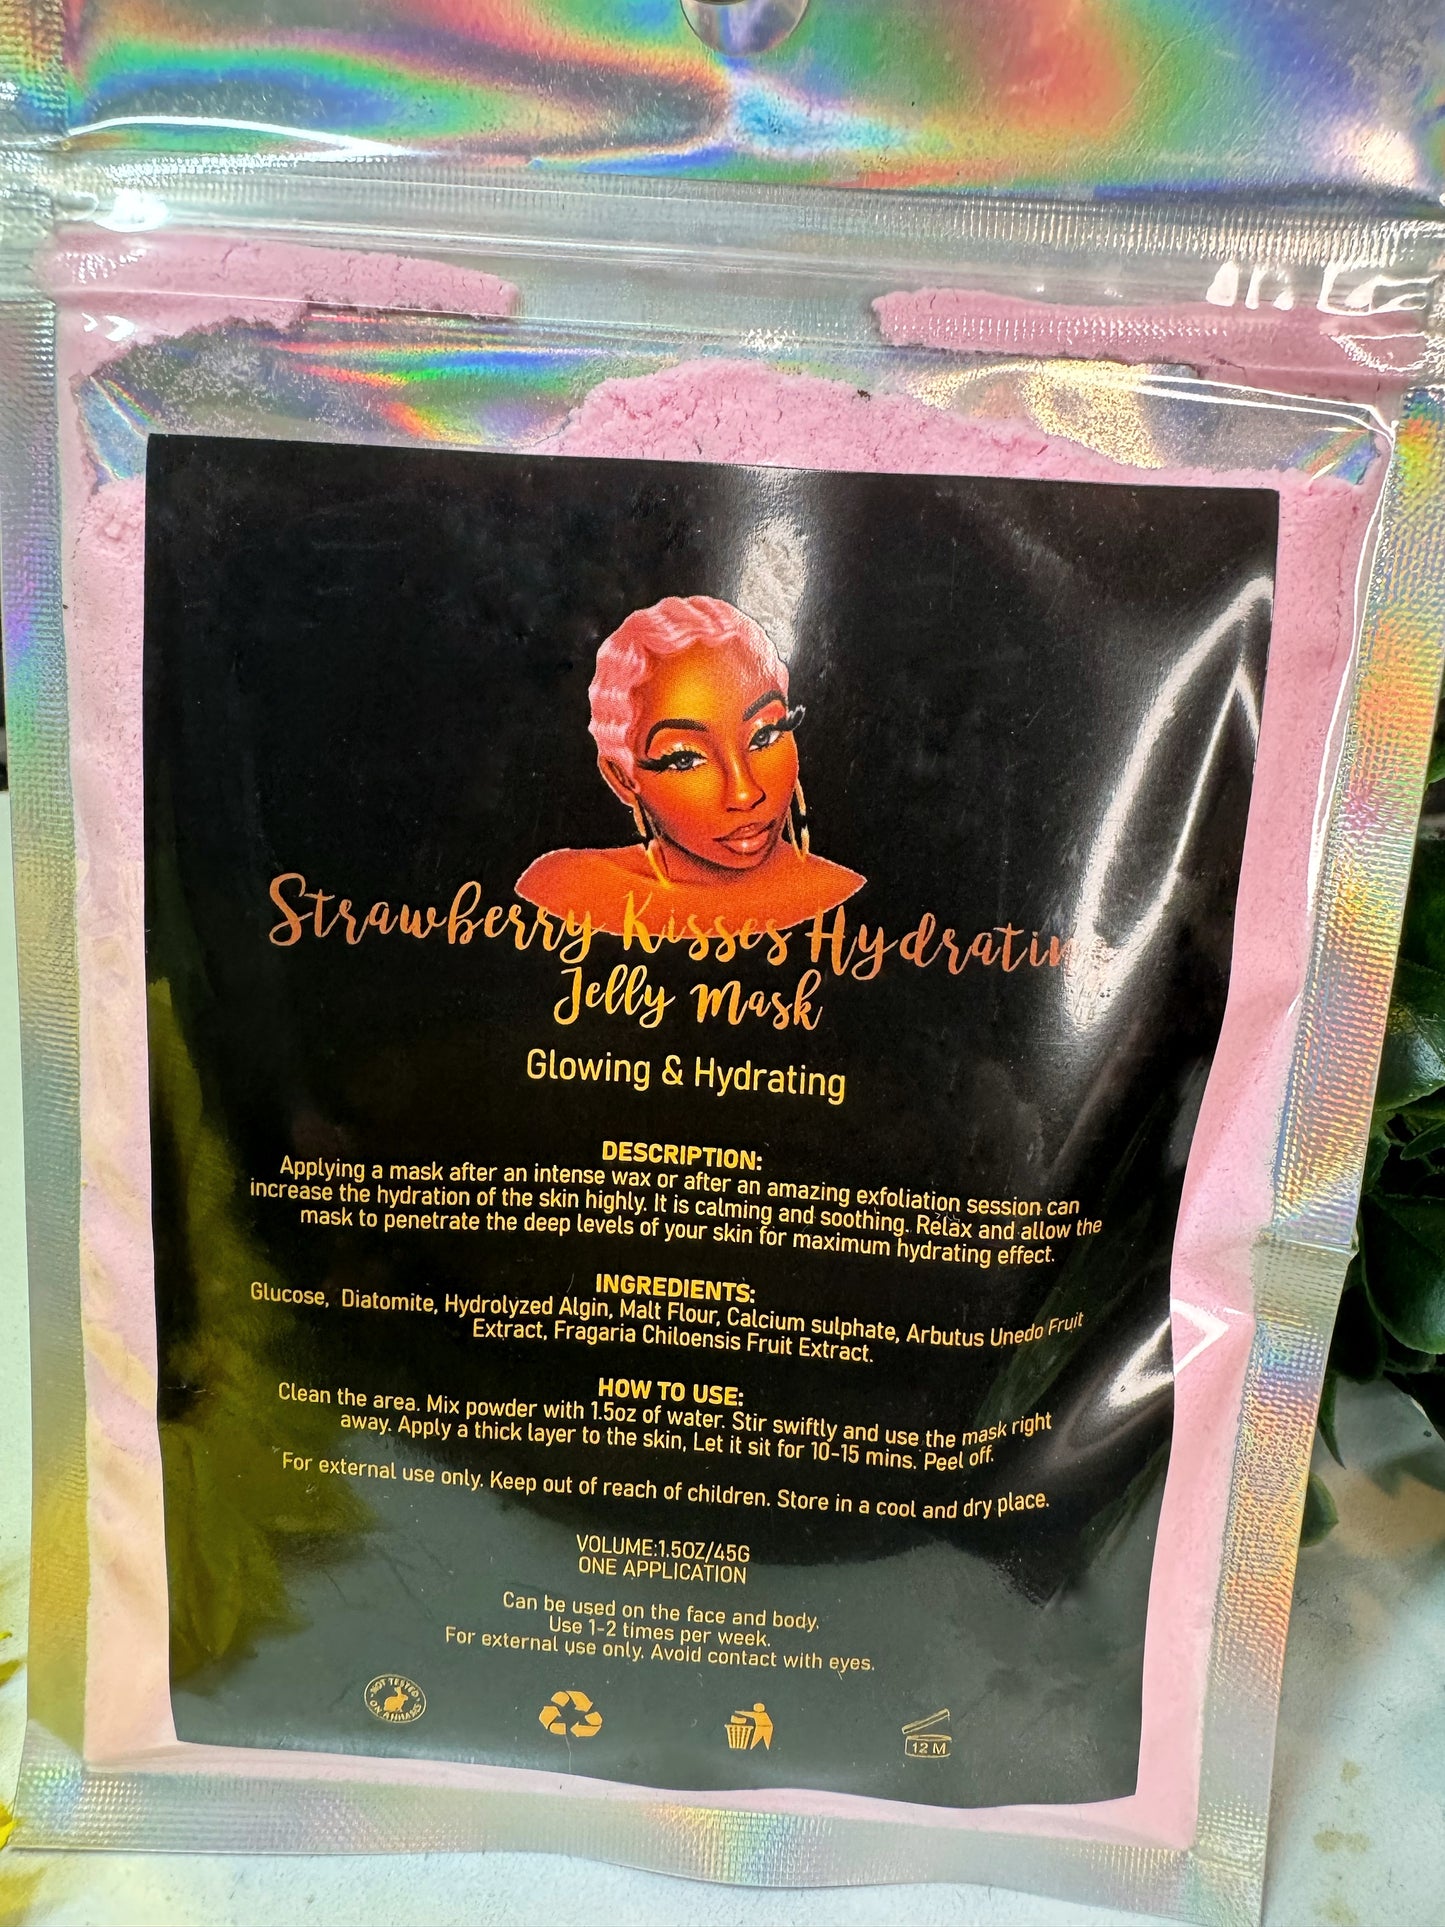 Strawberry Kisses Hydrating
Jelly Mask
Glowing & Hydrating
DESCRIPTION:
Applying a mask after an intense wax or after an amazing exfoliation session can
increase the hydration of the skin highly. It is calming and soothing. Relax and allow the
mask to penetrate the deep levels of your skin for maximum hydrating effect.
INGREDIENTS:
Glucose, Diatomite, Hydrolyzed Algin, Malt Flour, Calcium sulphate, Arbutus Unedo Fruit
Extract, Fragaria Chiloensis Fruit Extract.
HOW TO USE:
Clean the area. Mix powder with 1.5oz of water. Stir swiftly and use the mask right
away. Apply a thick layer to the skin, Let it sit for 10-15 mins. Peel off.
For external use only. Keep out of reach of children. Store in a cool and dry place.
VOLUME:1.5OZ/45G
ONE APPLICATION
Can be used on the face and body.
Use 1-2 times per week.
For external use only. Avoid contact with eyes.
NOT TESTED
ON ANIMALS
12 M